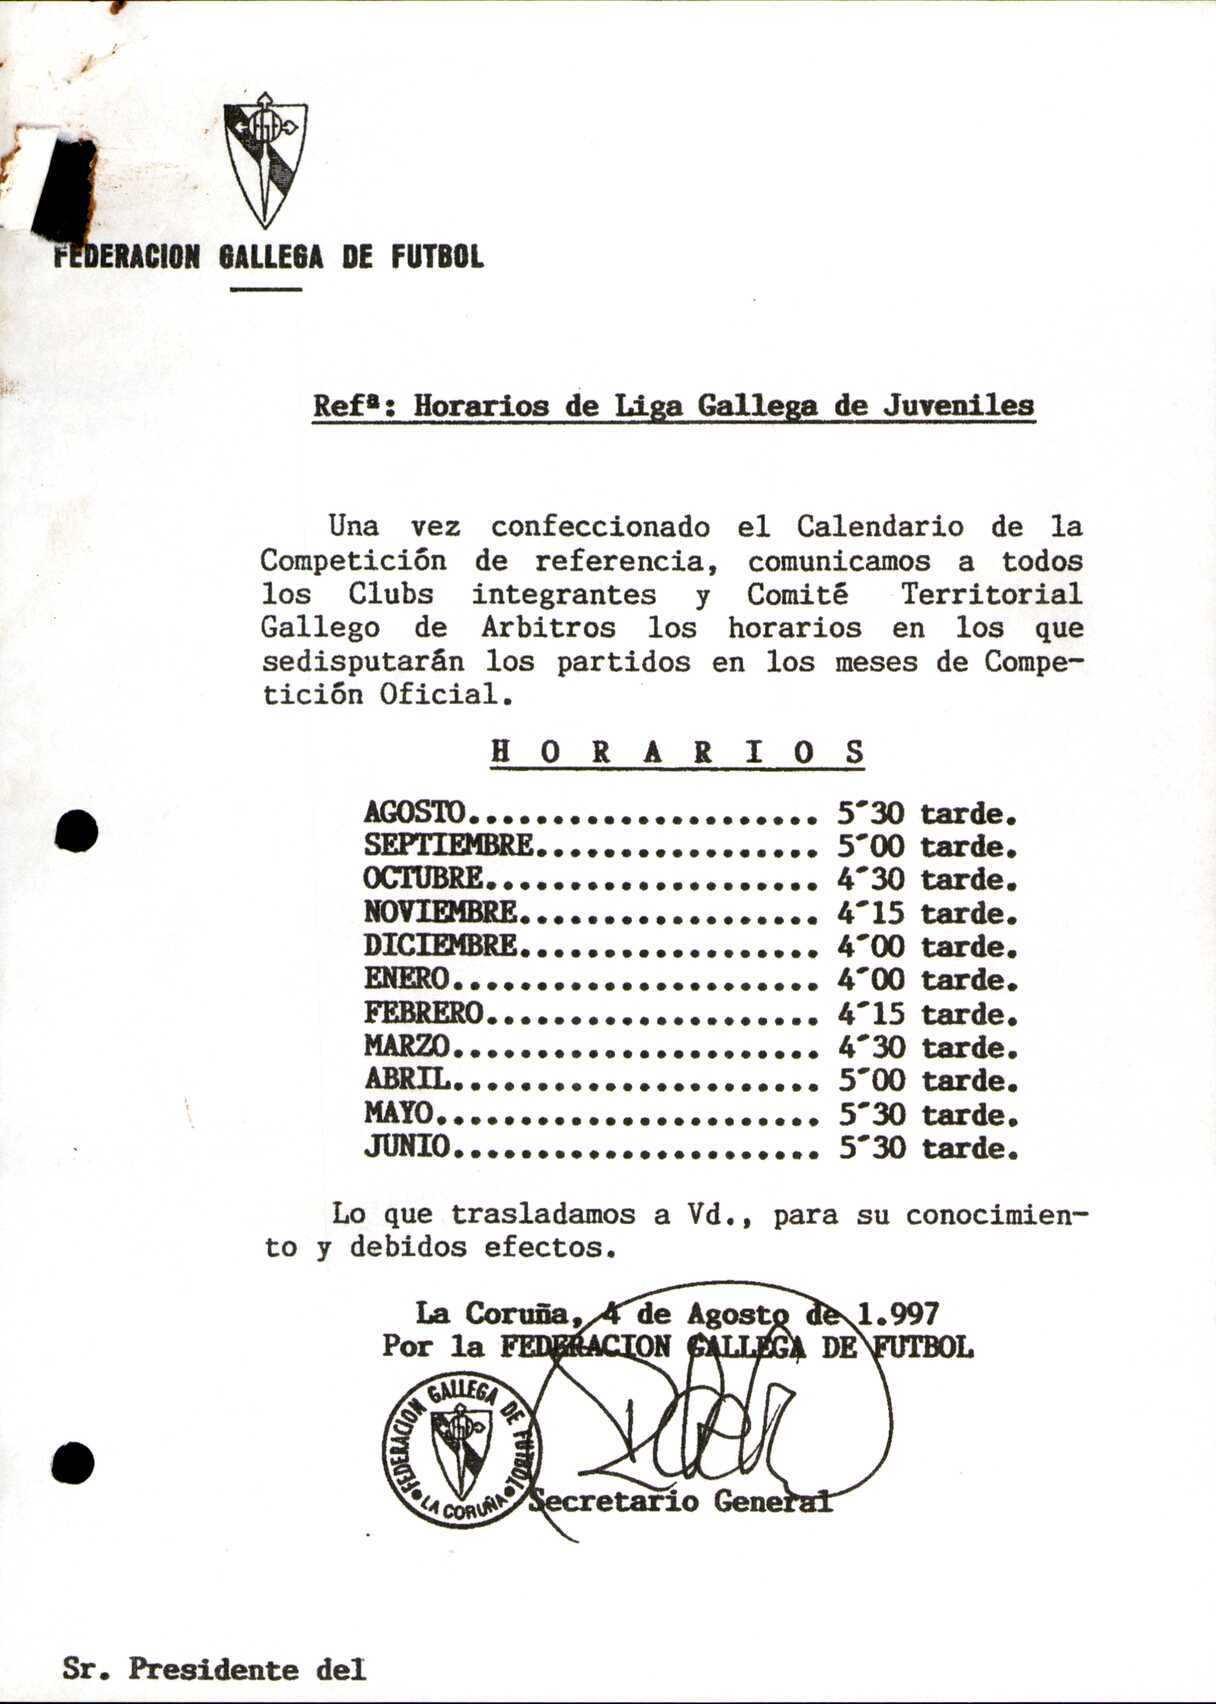 FEDERACION GALLEGA DE FUTBOL
Refª: Horarios de Liga Gallega de Juveniles
Una vez confeccionado el Calendario de la
Competición de referencia, comunicamos a todos
los Clubs integrantes y Comité Territorial
Gallego de Arbitros los horarios en los que
sedisputarán los partidos en los meses de Compe-
tición Oficial.
H O R A R I O S
AGOSTO..................... 5´30 tarde.
SEPTIEMBRE................. 5´00 tarde.
OCTUBRE.................... 4´30 tarde.
NOVIEMBRE.................. 4´15 tarde.
DICIEMBRE.................. 4´00 tarde.
ENERO...................... 4´00 tarde.
FEBRERO.................... 4´15 tarde.
MARZO...................... 4´30 tarde.
ABRIL...................... 5´00 tarde.
MAYO....................... 5´30 tarde.
JUNIO...................... 5´30 tarde.
Lo que trasladamos a Vd., para su conocimien-
to y debidos efectos.
La Coruña, 4 de Agosto de 1.997
Por la FEDERACION GALLEGA DE FUTBOL
FEDERACION GALLEGA DE FUTBOL
LA CORUÑA
Secretario General
Sr. Presidente del